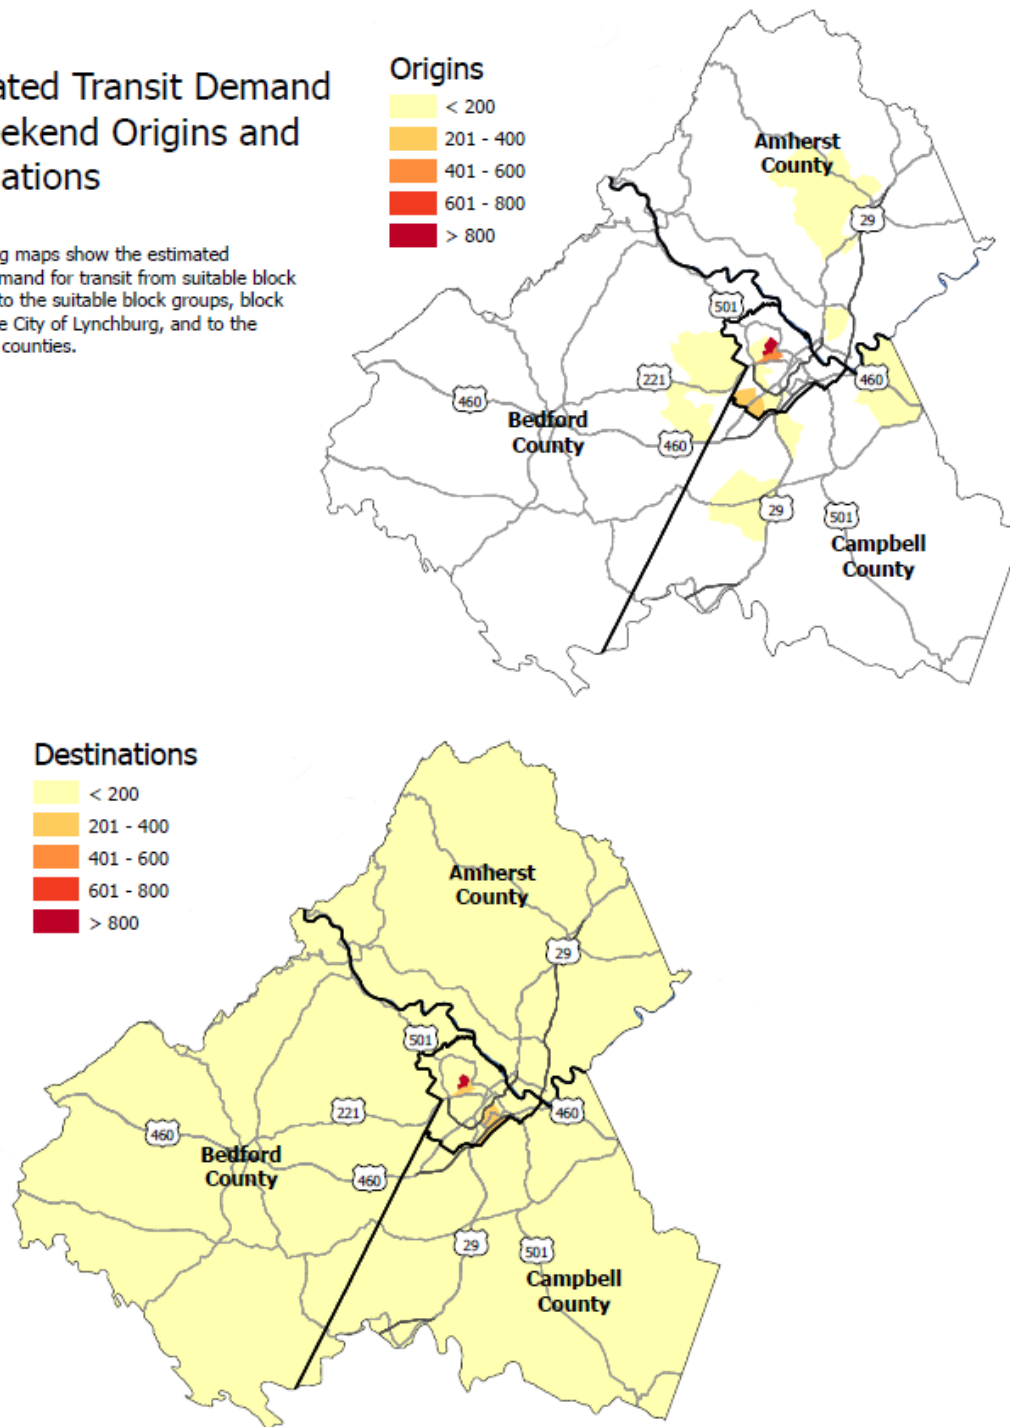 ated Transit Demand
ekend Origins and
ations
g maps show the estimated
mand for transit from suitable block
to the suitable block groups, block
e City of Lynchburg, and to the
counties.
Origins
< 200
201 - 400
401 - 600
601 - 800
> 800
Amherst
County
29
501
221
460
460
Bedford
County
460
29
501
Campbell
County
Destinations
< 200
201 - 400
401 - 600
601 - 800
> 800
Amherst
County
29
501
221
460
460
Bedford
County
460
29
501
Campbell
County